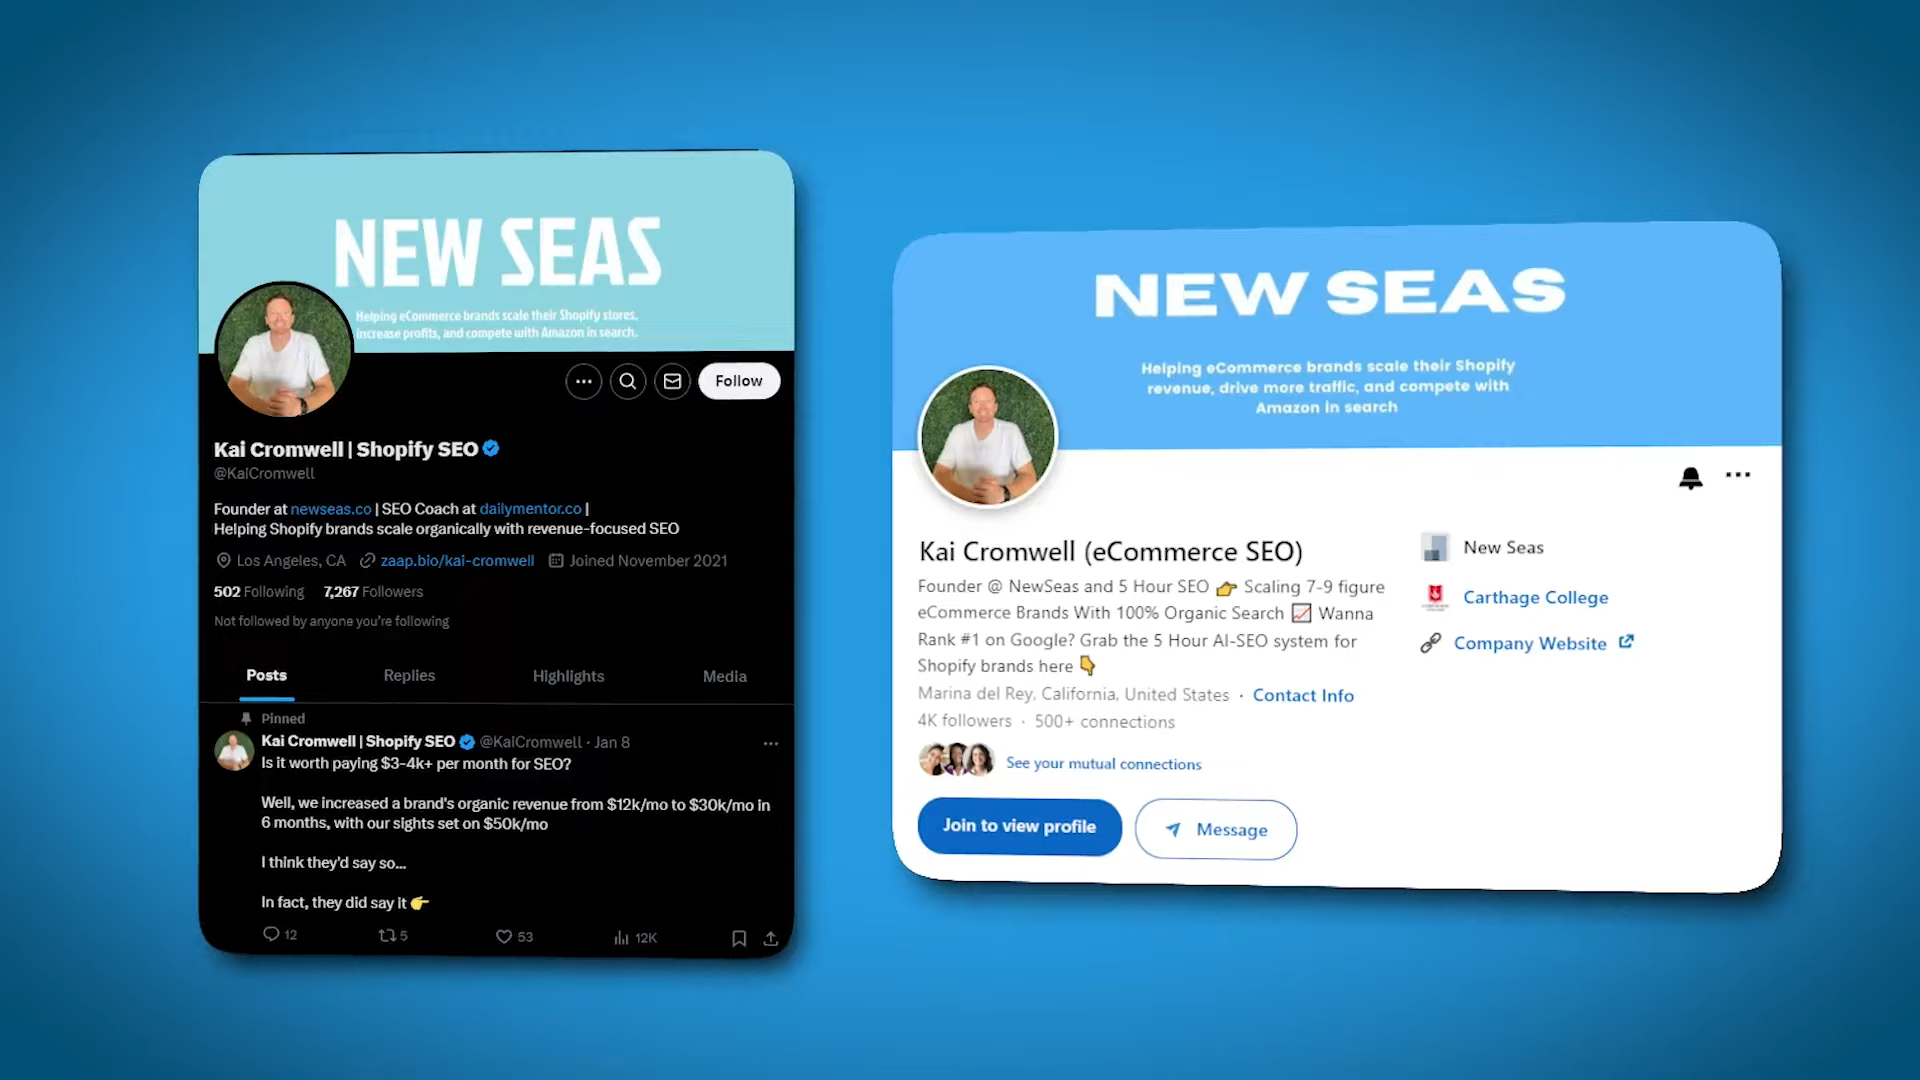 NEW SEAS
Helping eCommerce brands scale their Shopify stores,
increase profits, and compete with Amazon in search.
Follow
Kai Cromwell | Shopify SEO
@KaiCromwell
Founder at newseas.co | SEO Coach at dailymentor.co |
Helping Shopify brands scale organically with revenue-focused SEO
Los Angeles, CA zaap.bio/kai-cromwell Joined November 2021
502 Following 7,267 Followers
Not followed by anyone you're following
Posts Replies Highlights Media
Pinned
Kai Cromwell | Shopify SEO @KaiCromwell · Jan 8
Is it worth paying $3-4k+ per month for SEO?
Well, we increased a brand's organic revenue from $12k/mo to $30k/mo in
6 months, with our sights set on $50k/mo
I think they'd say so...
In fact, they did say it 👉
12 5 53 12K
NEW SEAS
Helping eCommerce brands scale their Shopify
revenue, drive more traffic, and compete with
Amazon in search
Kai Cromwell (eCommerce SEO)
Founder @ NewSeas and 5 Hour SEO 👉 Scaling 7-9 figure
eCommerce Brands With 100% Organic Search 📈 Wanna
Rank #1 on Google? Grab the 5 Hour AI-SEO system for
Shopify brands here 👇
Marina del Rey, California, United States · Contact Info
4K followers · 500+ connections
See your mutual connections
Join to view profile
Message
New Seas
Carthage College
Company Website